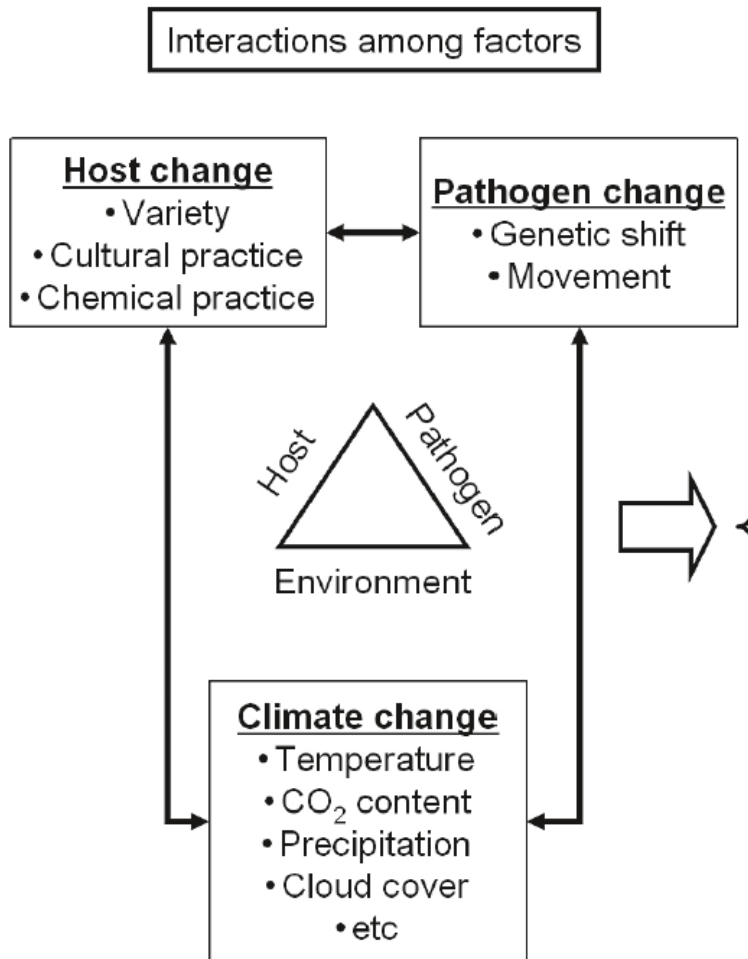 Interactions among factors
Host change
• Variety
• Cultural practice
• Chemical practice
Pathogen change
• Genetic shift
• Movement
Host
Pathogen
Environment
Climate change
• Temperature
• CO₂ content
• Precipitation
• Cloud cover
• etc